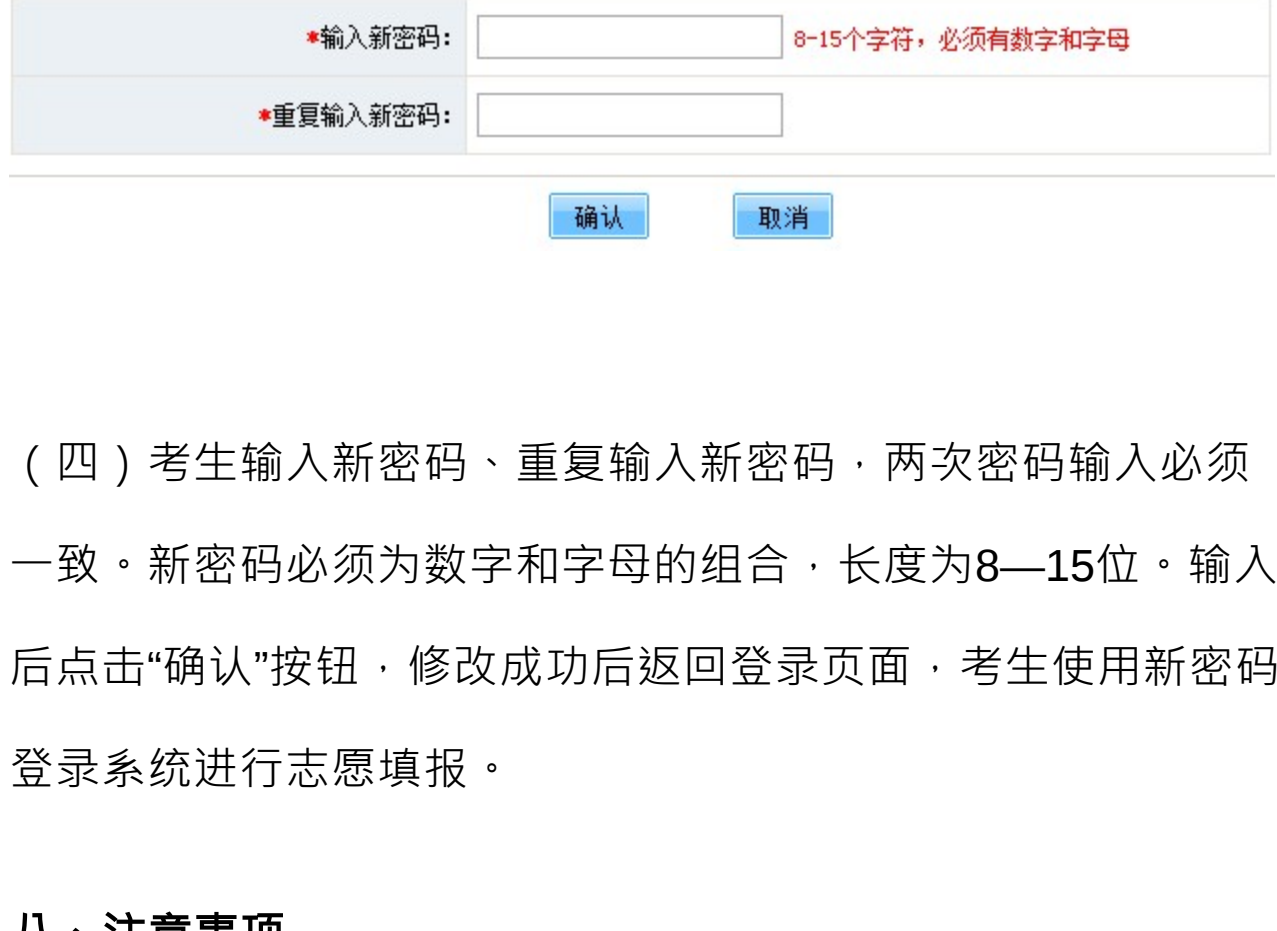 *输入新密码: 8-15个字符，必须有数字和字母
*重复输入新密码:
确认 取消
（四）考生输入新密码、重复输入新密码，两次密码输入必须
一致。新密码必须为数字和字母的组合，长度为8—15位。输入
后点击“确认”按钮，修改成功后返回登录页面，考生使用新密码
登录系统进行志愿填报。
八、注意事项